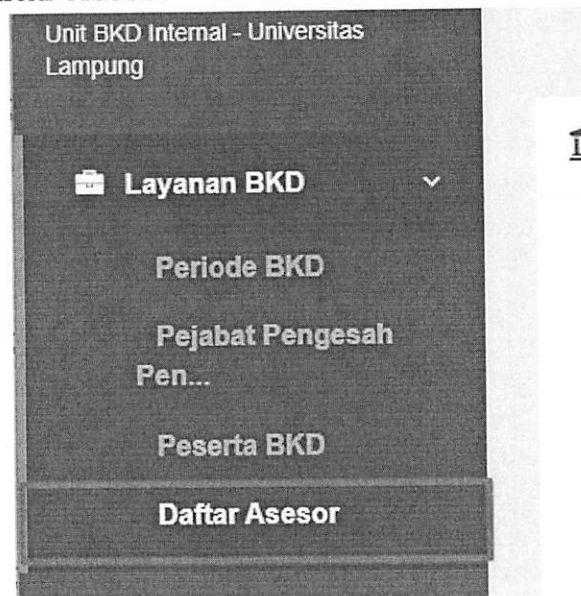 Unit BKD Internal - Universitas
Lampung
Layanan BKD
Periode BKD
Pejabat Pengesah
Pen...
Peserta BKD
Daftar Asesor